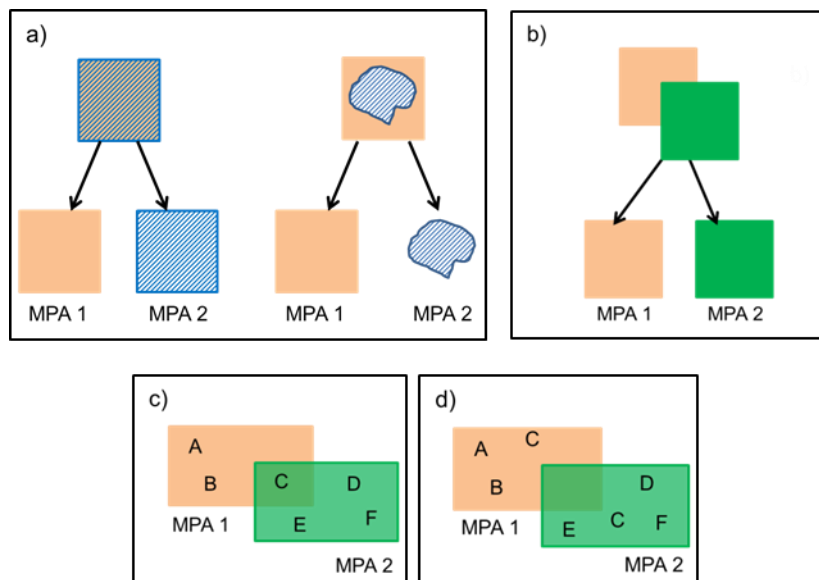 a)
MPA 1 MPA 2 MPA 1 MPA 2
b)
MPA 1 MPA 2
c)
A
B C D
E F
MPA 1
MPA 2
d)
A C
B D
E C F
MPA 1
MPA 2